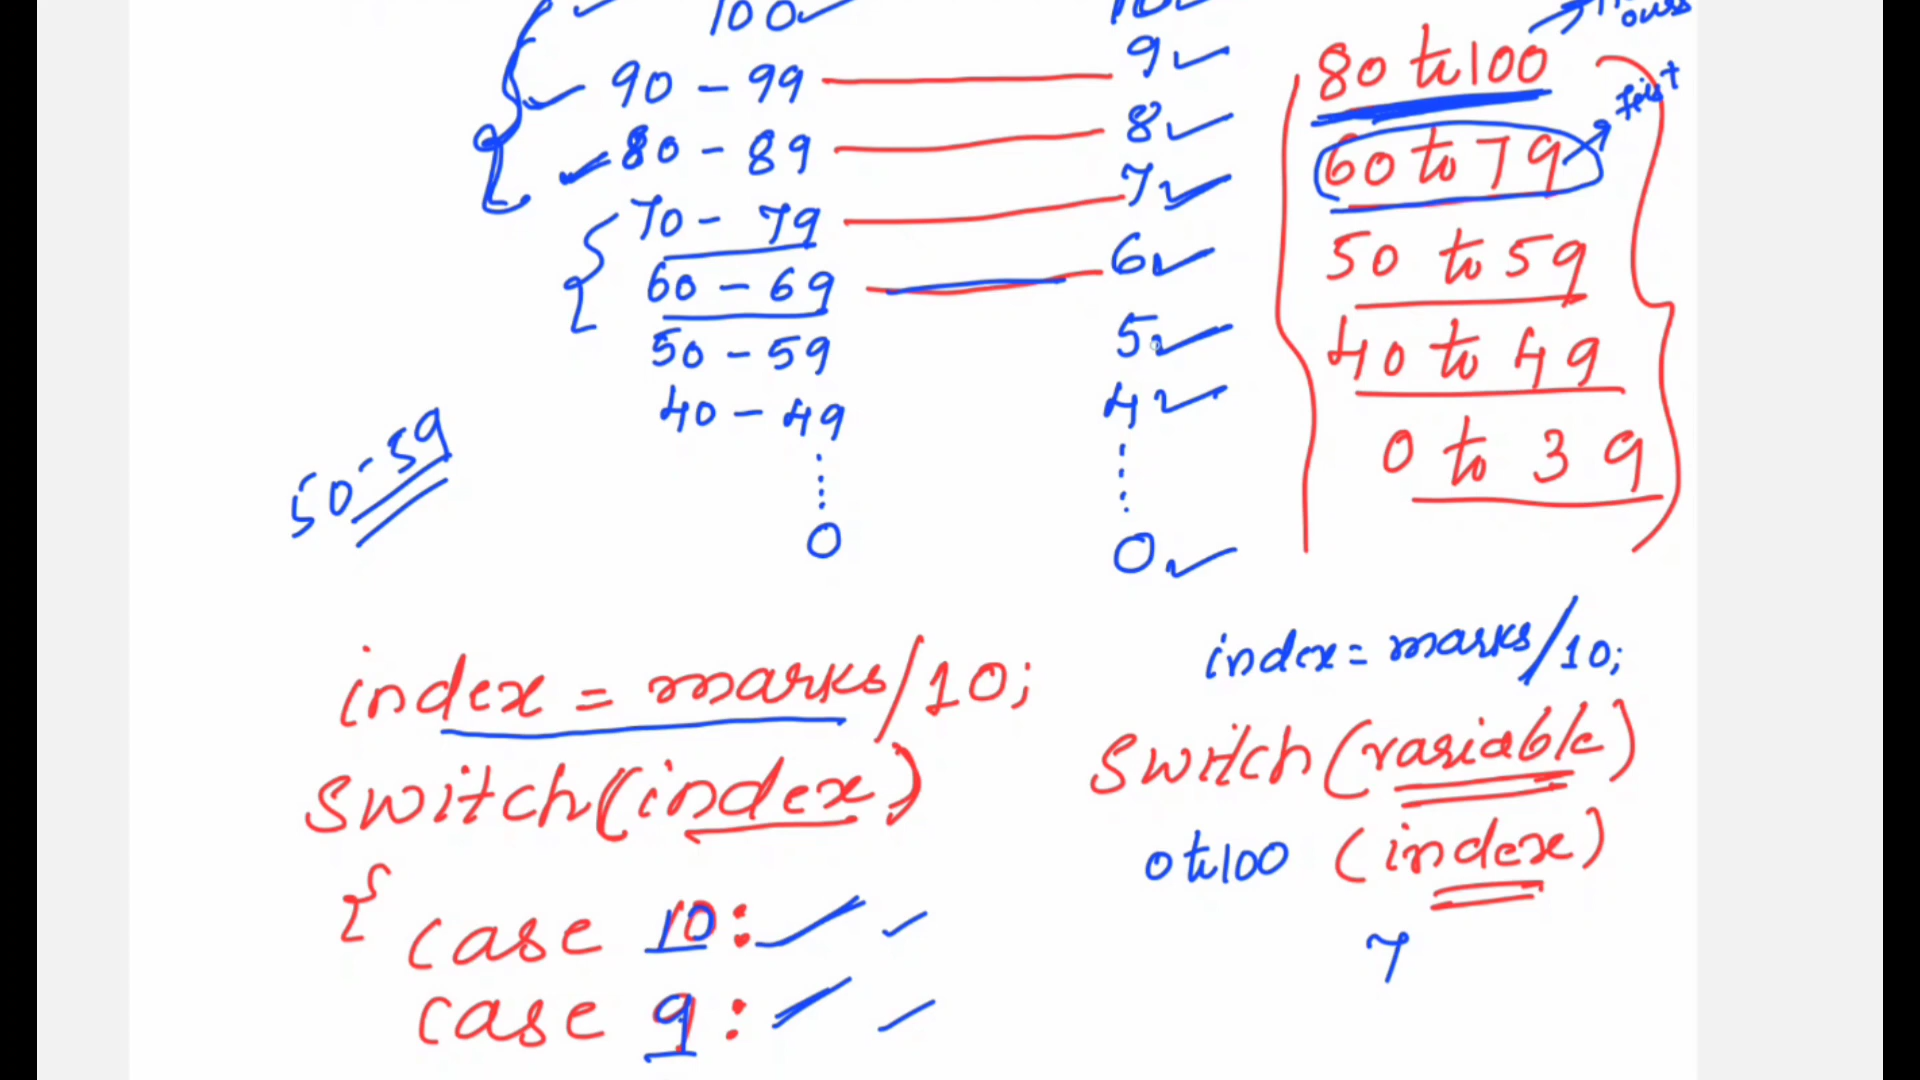 100
90 - 99 9
80 - 89 8
70 - 79 7
60 - 69 6
50 - 59 5
40 - 49 4
0 0
80 to 100
60 to 79
50 to 59
40 to 49
0 to 39
50-59
index = marks/10;
switch(index)
{
case 10:
case 9:
index = marks/10;
switch(variable)
0 to 100 (index)
7